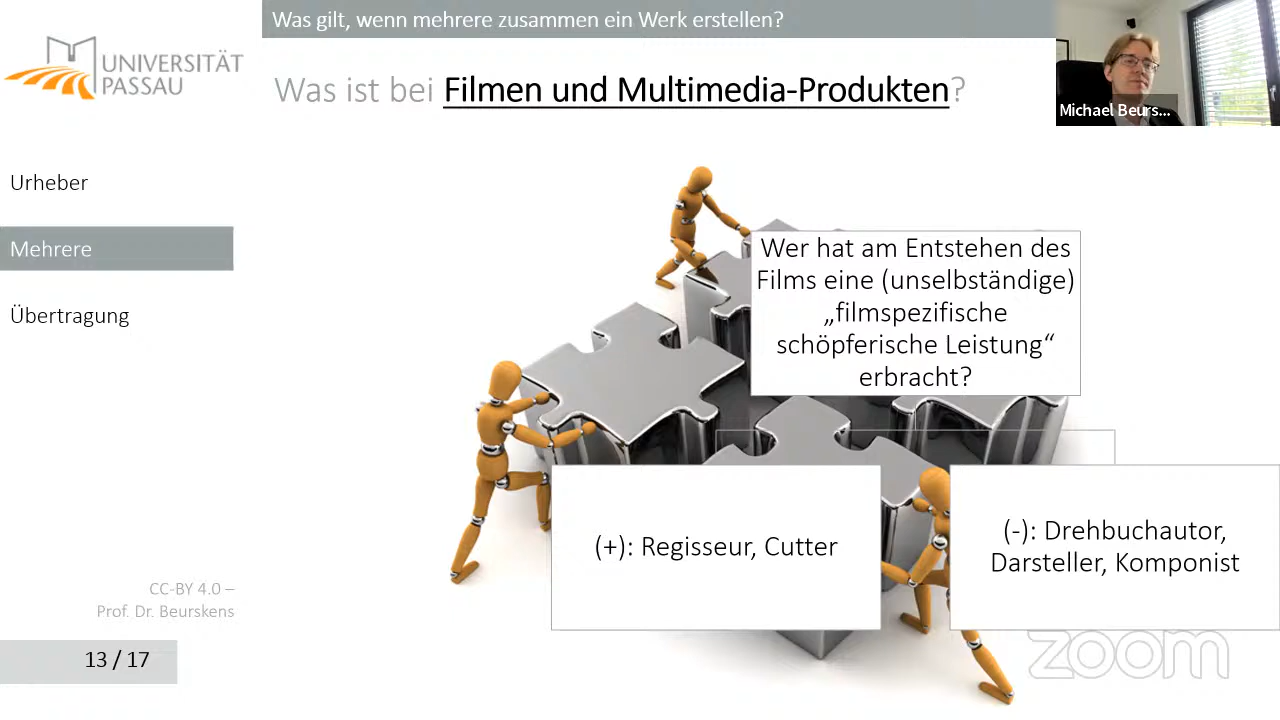 Was gilt, wenn mehrere zusammen ein Werk erstellen?
UNIVERSITÄT
PASSAU
Was ist bei Filmen und Multimedia-Produkten?
Michael Beurs...
Urheber
Mehrere
Übertragung
Wer hat am Entstehen des
Films eine (unselbständige)
„filmspezifische
schöpferische Leistung“
erbracht?
(+): Regisseur, Cutter
(-): Drehbuchautor,
Darsteller, Komponist
CC-BY 4.0 –
Prof. Dr. Beurskens
13 / 17
zoom